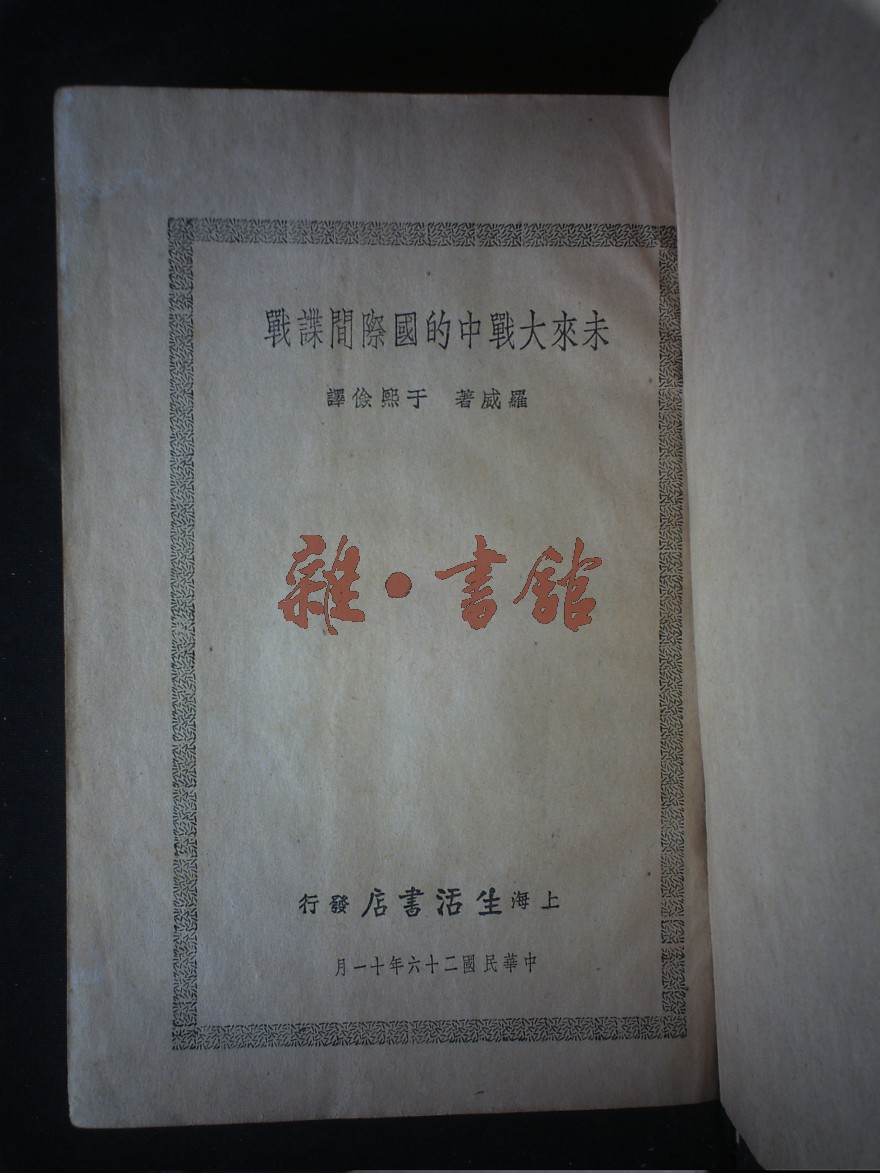 未來大戰中的國際間諜戰
羅威著 于熙儉譯
雜·書館
上海生活書店發行
中華民國二十六年十一月